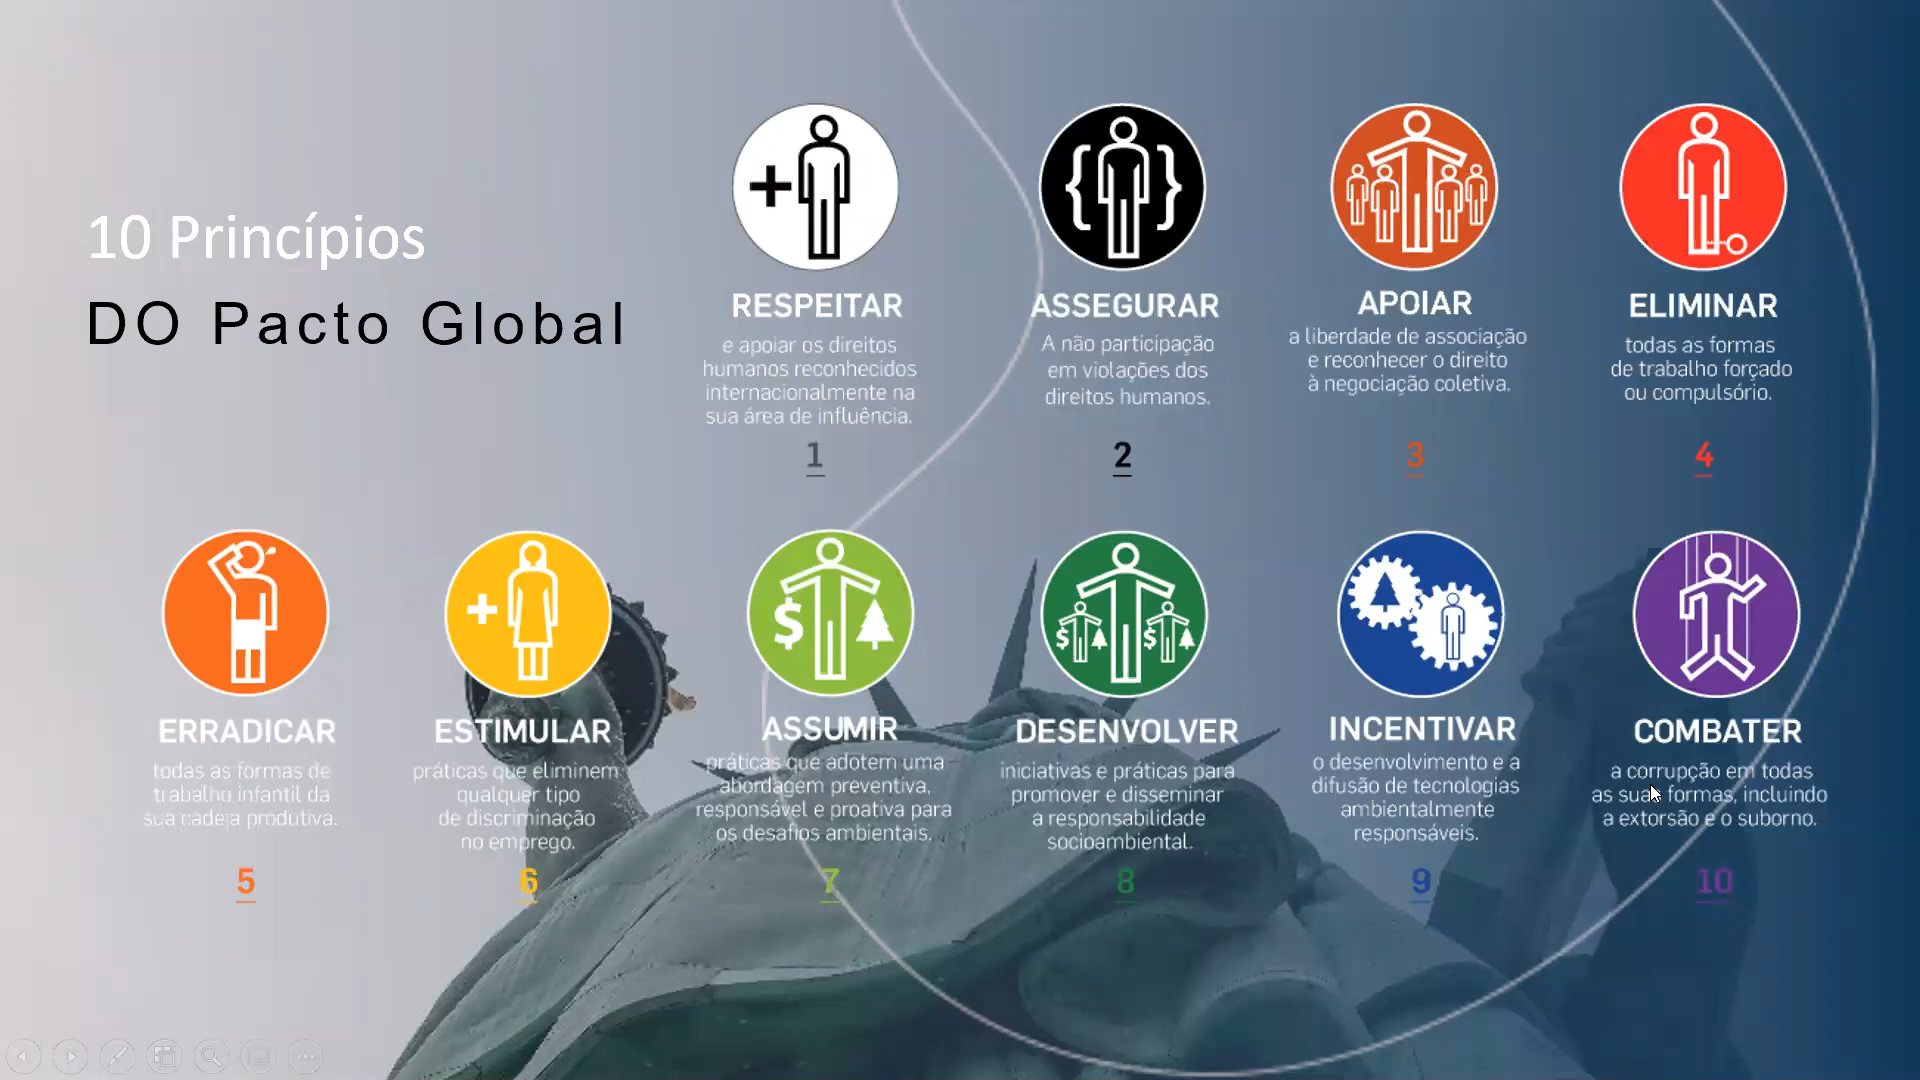 10 Princípios
DO Pacto Global
RESPEITAR
e apoiar os direitos
humanos reconhecidos
internacionalmente na
sua área de influência.
1
ASSEGURAR
A não participação
em violações dos
direitos humanos.
2
APOIAR
a liberdade de associação
e reconhecer o direito
à negociação coletiva.
3
ELIMINAR
todas as formas
de trabalho forçado
ou compulsório.
4
ERRADICAR
todas as formas de
trabalho infantil da
sua cadeia produtiva.
5
ESTIMULAR
práticas que eliminem
qualquer tipo
de discriminação
no emprego.
6
$
ASSUMIR
práticas que adotem uma
abordagem preventiva,
responsável e proativa para
os desafios ambientais.
7
$ $
DESENVOLVER
iniciativas e práticas para
promover e disseminar
a responsabilidade
socioambiental.
8
INCENTIVAR
o desenvolvimento e a
difusão de tecnologias
ambientalmente
responsáveis.
9
COMBATER
a corrupção em todas
as suas formas, incluindo
a extorsão e o suborno.
10